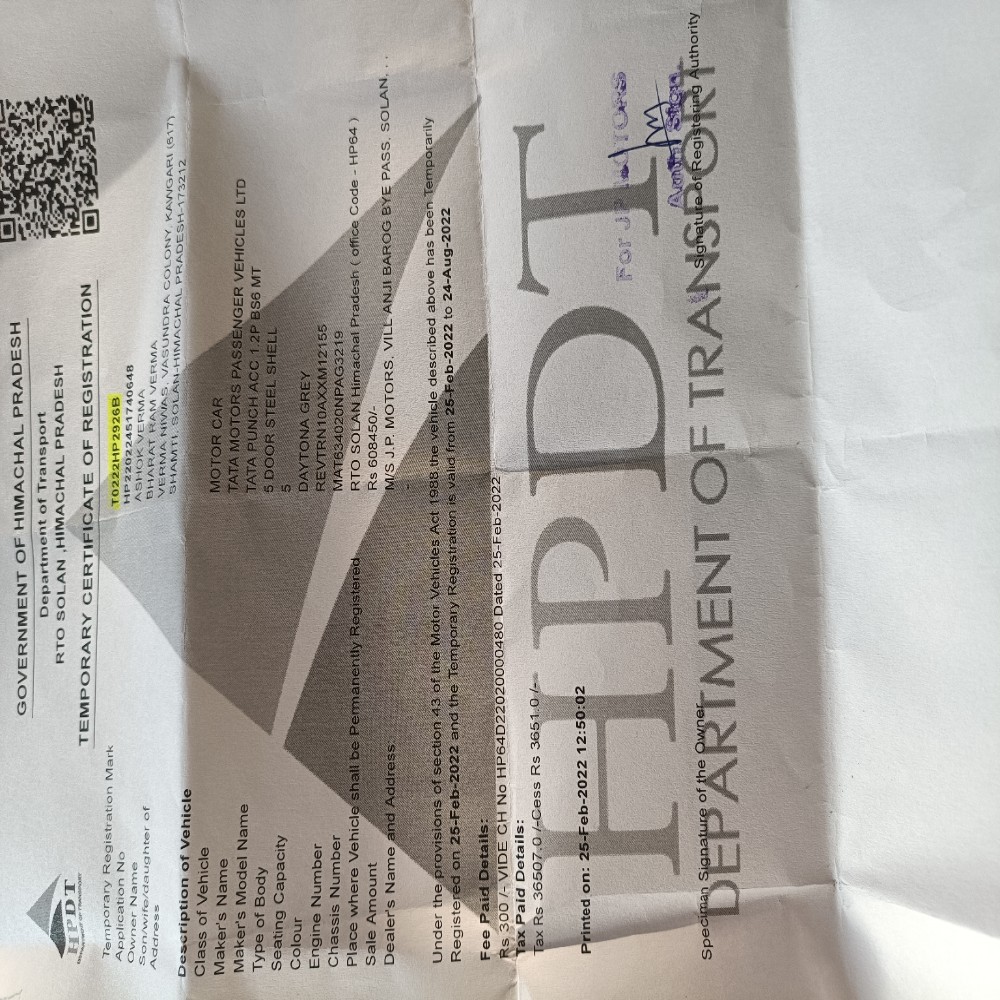 GOVERNMENT OF HIMACHAL PRADESH
Department of Transport
RTO SOLAN ,HIMACHAL PRADESH
TEMPORARY CERTIFICATE OF REGISTRATION
HPDT
Temporary Registration Mark T0222HP2926B
Application No HP22022451740648
Owner Name ASHOK VERMA
Son/wife/daughter of BHARAT RAM VERMA
Address VERMA NIWAS, VASUNDRA COLONY, KANGARI (617)
SHAMTI, SOLAN-HIMACHAL PRADESH-173212
Description of Vehicle
Class of Vehicle MOTOR CAR
Maker's Name TATA MOTORS PASSENGER VEHICLES LTD
Maker's Model Name TATA PUNCH ACC 1.2P BS6 MT
Type of Body 5 DOOR STEEL SHELL
Seating Capacity 5
Colour DAYTONA GREY
Engine Number REVTRN10AXXM12155
Chassis Number MAT634020NPAG3219
Place where Vehicle shall be Permanently Registered RTO SOLAN Himachal Pradesh ( office Code - HP64 )
Sale Amount Rs 608450/-
Dealer's Name and Address: M/S J.P. MOTORS, VILL ANJI BAROG BYE PASS. SOLAN, . .
-
Under the provisions of section 43 of the Motor Vehicles Act 1988,the vehicle described above has been Temporarily
Registered on 25-Feb-2022 and the Temporary Registration is valid from 25-Feb-2022 to 24-Aug-2022
Fee Paid Details:
Rs 300 /- VIDE CH No HP64D22020000480 Dated 25-Feb-2022
Tax Paid Details:
Tax Rs 36507.0 /-Cess Rs 3651.0 /-
Printed on: 25-Feb-2022 12:50:02
HPDT
For J.P.
Speciman Signature of the Owner Signature of Registering Authority
DEPARTMENT OF TRANSPORT